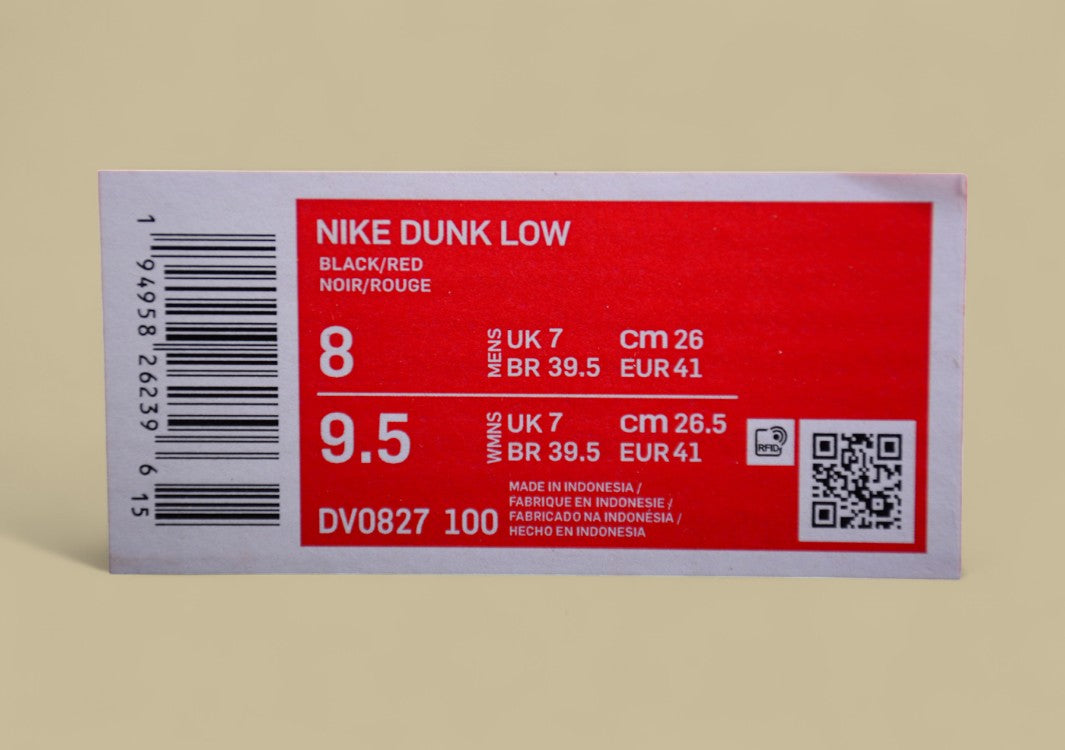 1 94958 26239 6 15
NIKE DUNK LOW
BLACK/RED
NOIR/ROUGE
8
MENS
UK 7
cm 26
BR 39.5
EUR 41
9.5
WMNS
UK 7
cm 26.5
BR 39.5
EUR 41
RFID
MADE IN INDONESIA /
FABRIQUE EN INDONESIE /
FABRICADO NA INDONÉSIA /
HECHO EN INDONESIA
DV0827 100